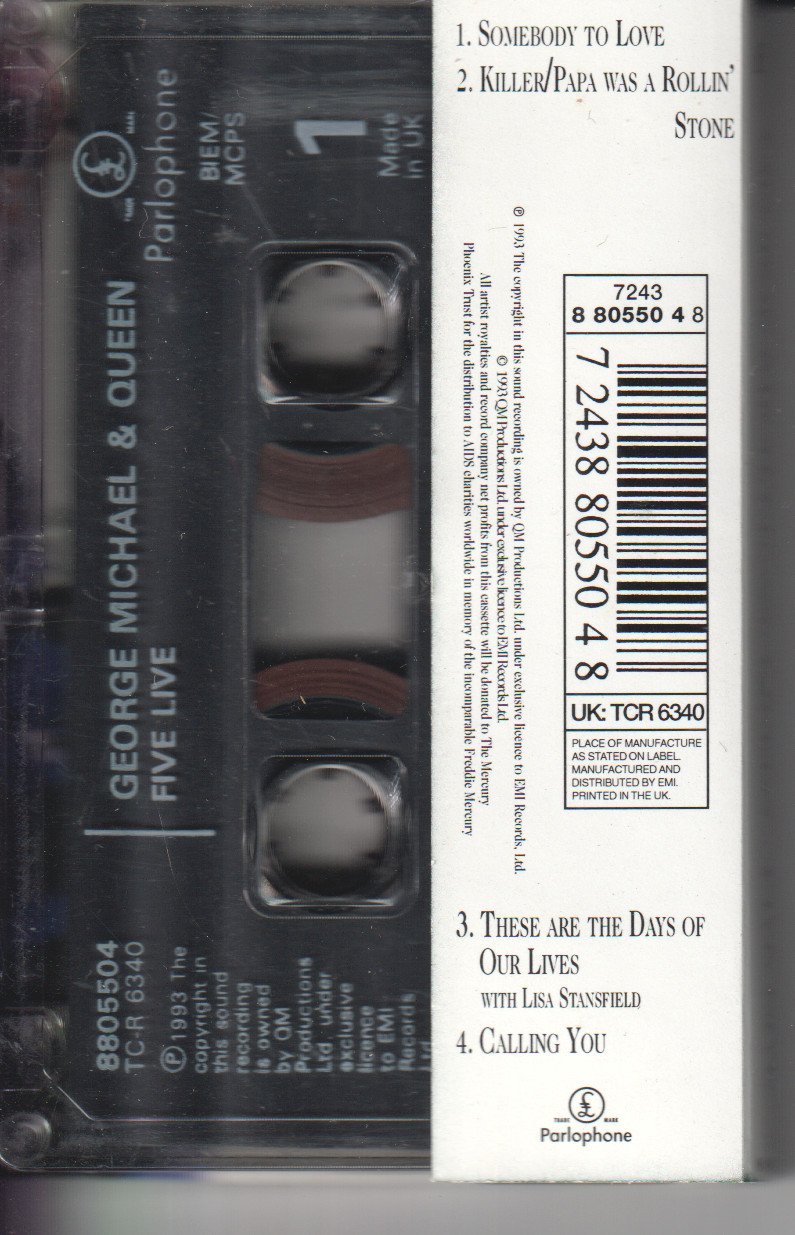 1. SOMEBODY TO LOVE
2. KILLER/PAPA WAS A ROLLIN'
STONE
℗ 1993 The copyright in this sound recording is owned by QM Productions Ltd. under exclusive licence to EMI Records, Ltd.
© 1993 QM Productions Ltd. under exclusive licence to EMI Records Ltd.
All artist royalties and record company net profits from this cassette will be donated to The Mercury
Phoenix Trust for the distribution to AIDS charities worldwide in memory of the incomparable Freddie Mercury
7243
8 80550 4 8
7 2438 80550 4 8
UK: TCR 6340
PLACE OF MANUFACTURE
AS STATED ON LABEL.
MANUFACTURED AND
DISTRIBUTED BY EMI.
PRINTED IN THE UK.
3. THESE ARE THE DAYS OF
OUR LIVES
WITH LISA STANSFIELD
4. CALLING YOU
£
TRADE MARK
Parlophone
£
TRADE MARK
Parlophone
BIEM/
MCPS
1
Made
in UK
GEORGE MICHAEL & QUEEN
FIVE LIVE
8805504
TC-R 6340
℗ 1993 The
copyright in
this sound
recording
is owned
by QM
Productions
Ltd. under
exclusive
licence
to EMI
Records
Ltd